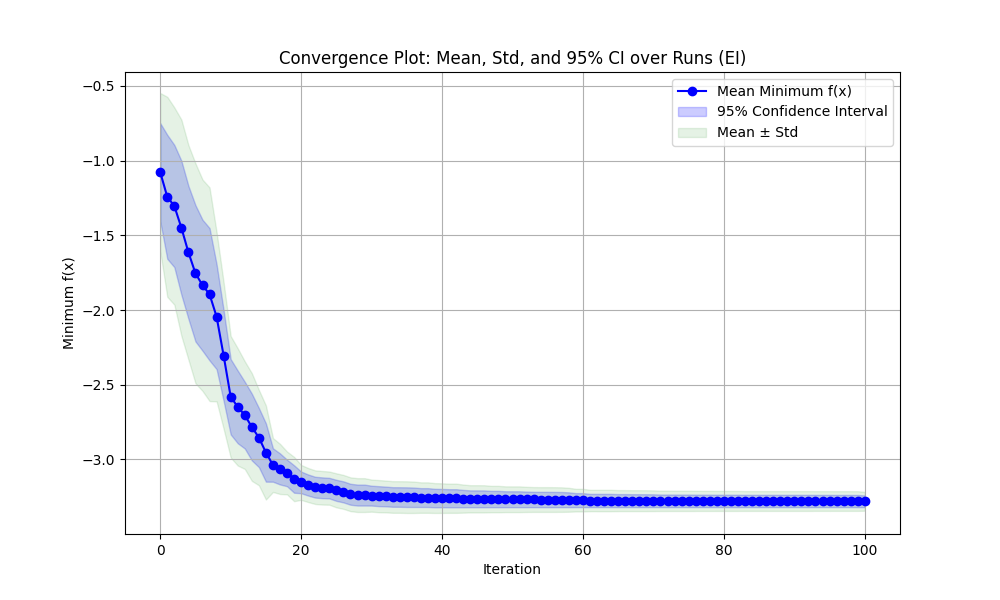 Convergence Plot: Mean, Std, and 95% CI over Runs (EI)
Mean Minimum f(x)
95% Confidence Interval
Mean ± Std
Minimum f(x)
−0.5
−1.0
−1.5
−2.0
−2.5
−3.0
0 20 40 60 80 100
Iteration